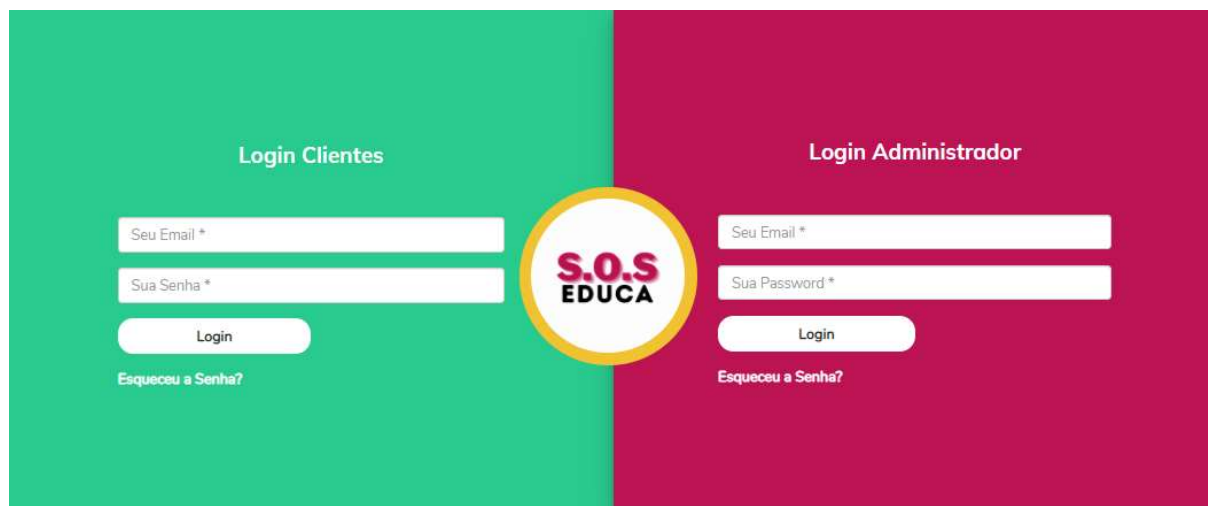 Login Clientes
Seu Email *
Sua Senha *
Login
Esqueceu a Senha?
S.O.S
EDUCA
Login Administrador
Seu Email *
Sua Password *
Login
Esqueceu a Senha?